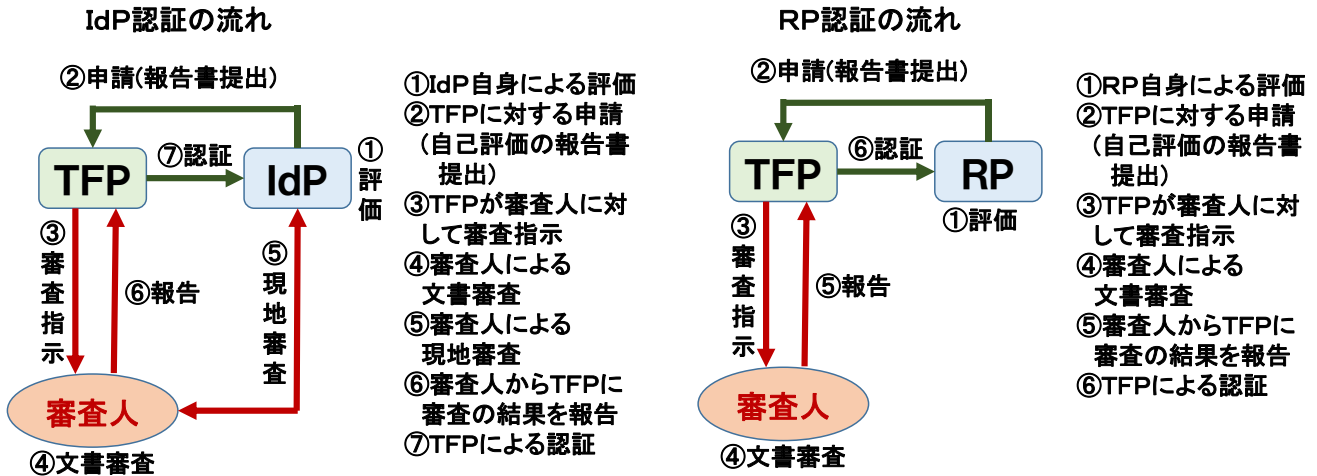 IdP認証の流れ
②申請(報告書提出)
TFP
⑦認証
IdP
①
評
価
③
審
査
指
示
⑥報告
⑤
現
地
審
査
審査人
④文書審査
①IdP自身による評価
②TFPに対する申請
(自己評価の報告書
提出)
③TFPが審査人に対
して審査指示
④審査人による
文書審査
⑤審査人による
現地審査
⑥審査人からTFPに
審査の結果を報告
⑦TFPによる認証
RP認証の流れ
②申請(報告書提出)
TFP
⑥認証
RP
①評価
③
審
査
指
示
⑤報告
審査人
④文書審査
①RP自身による評価
②TFPに対する申請
(自己評価の報告書
提出)
③TFPが審査人に対
して審査指示
④審査人による
文書審査
⑤審査人からTFPに
審査の結果を報告
⑥TFPによる認証